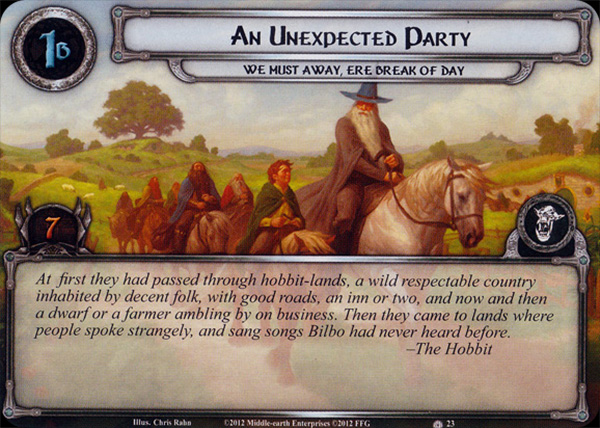 1B
AN UNEXPECTED PARTY
WE MUST AWAY, ERE BREAK OF DAY
7
At first they had passed through hobbit-lands, a wild respectable country
inhabited by decent folk, with good roads, an inn or two, and now and then
a dwarf or a farmer ambling by on business. Then they came to lands where
people spoke strangely, and sang songs Bilbo had never heard before.
–The Hobbit
Illus. Chris Rahn ©2012 Middle-earth Enterprises ©2012 FFG 23